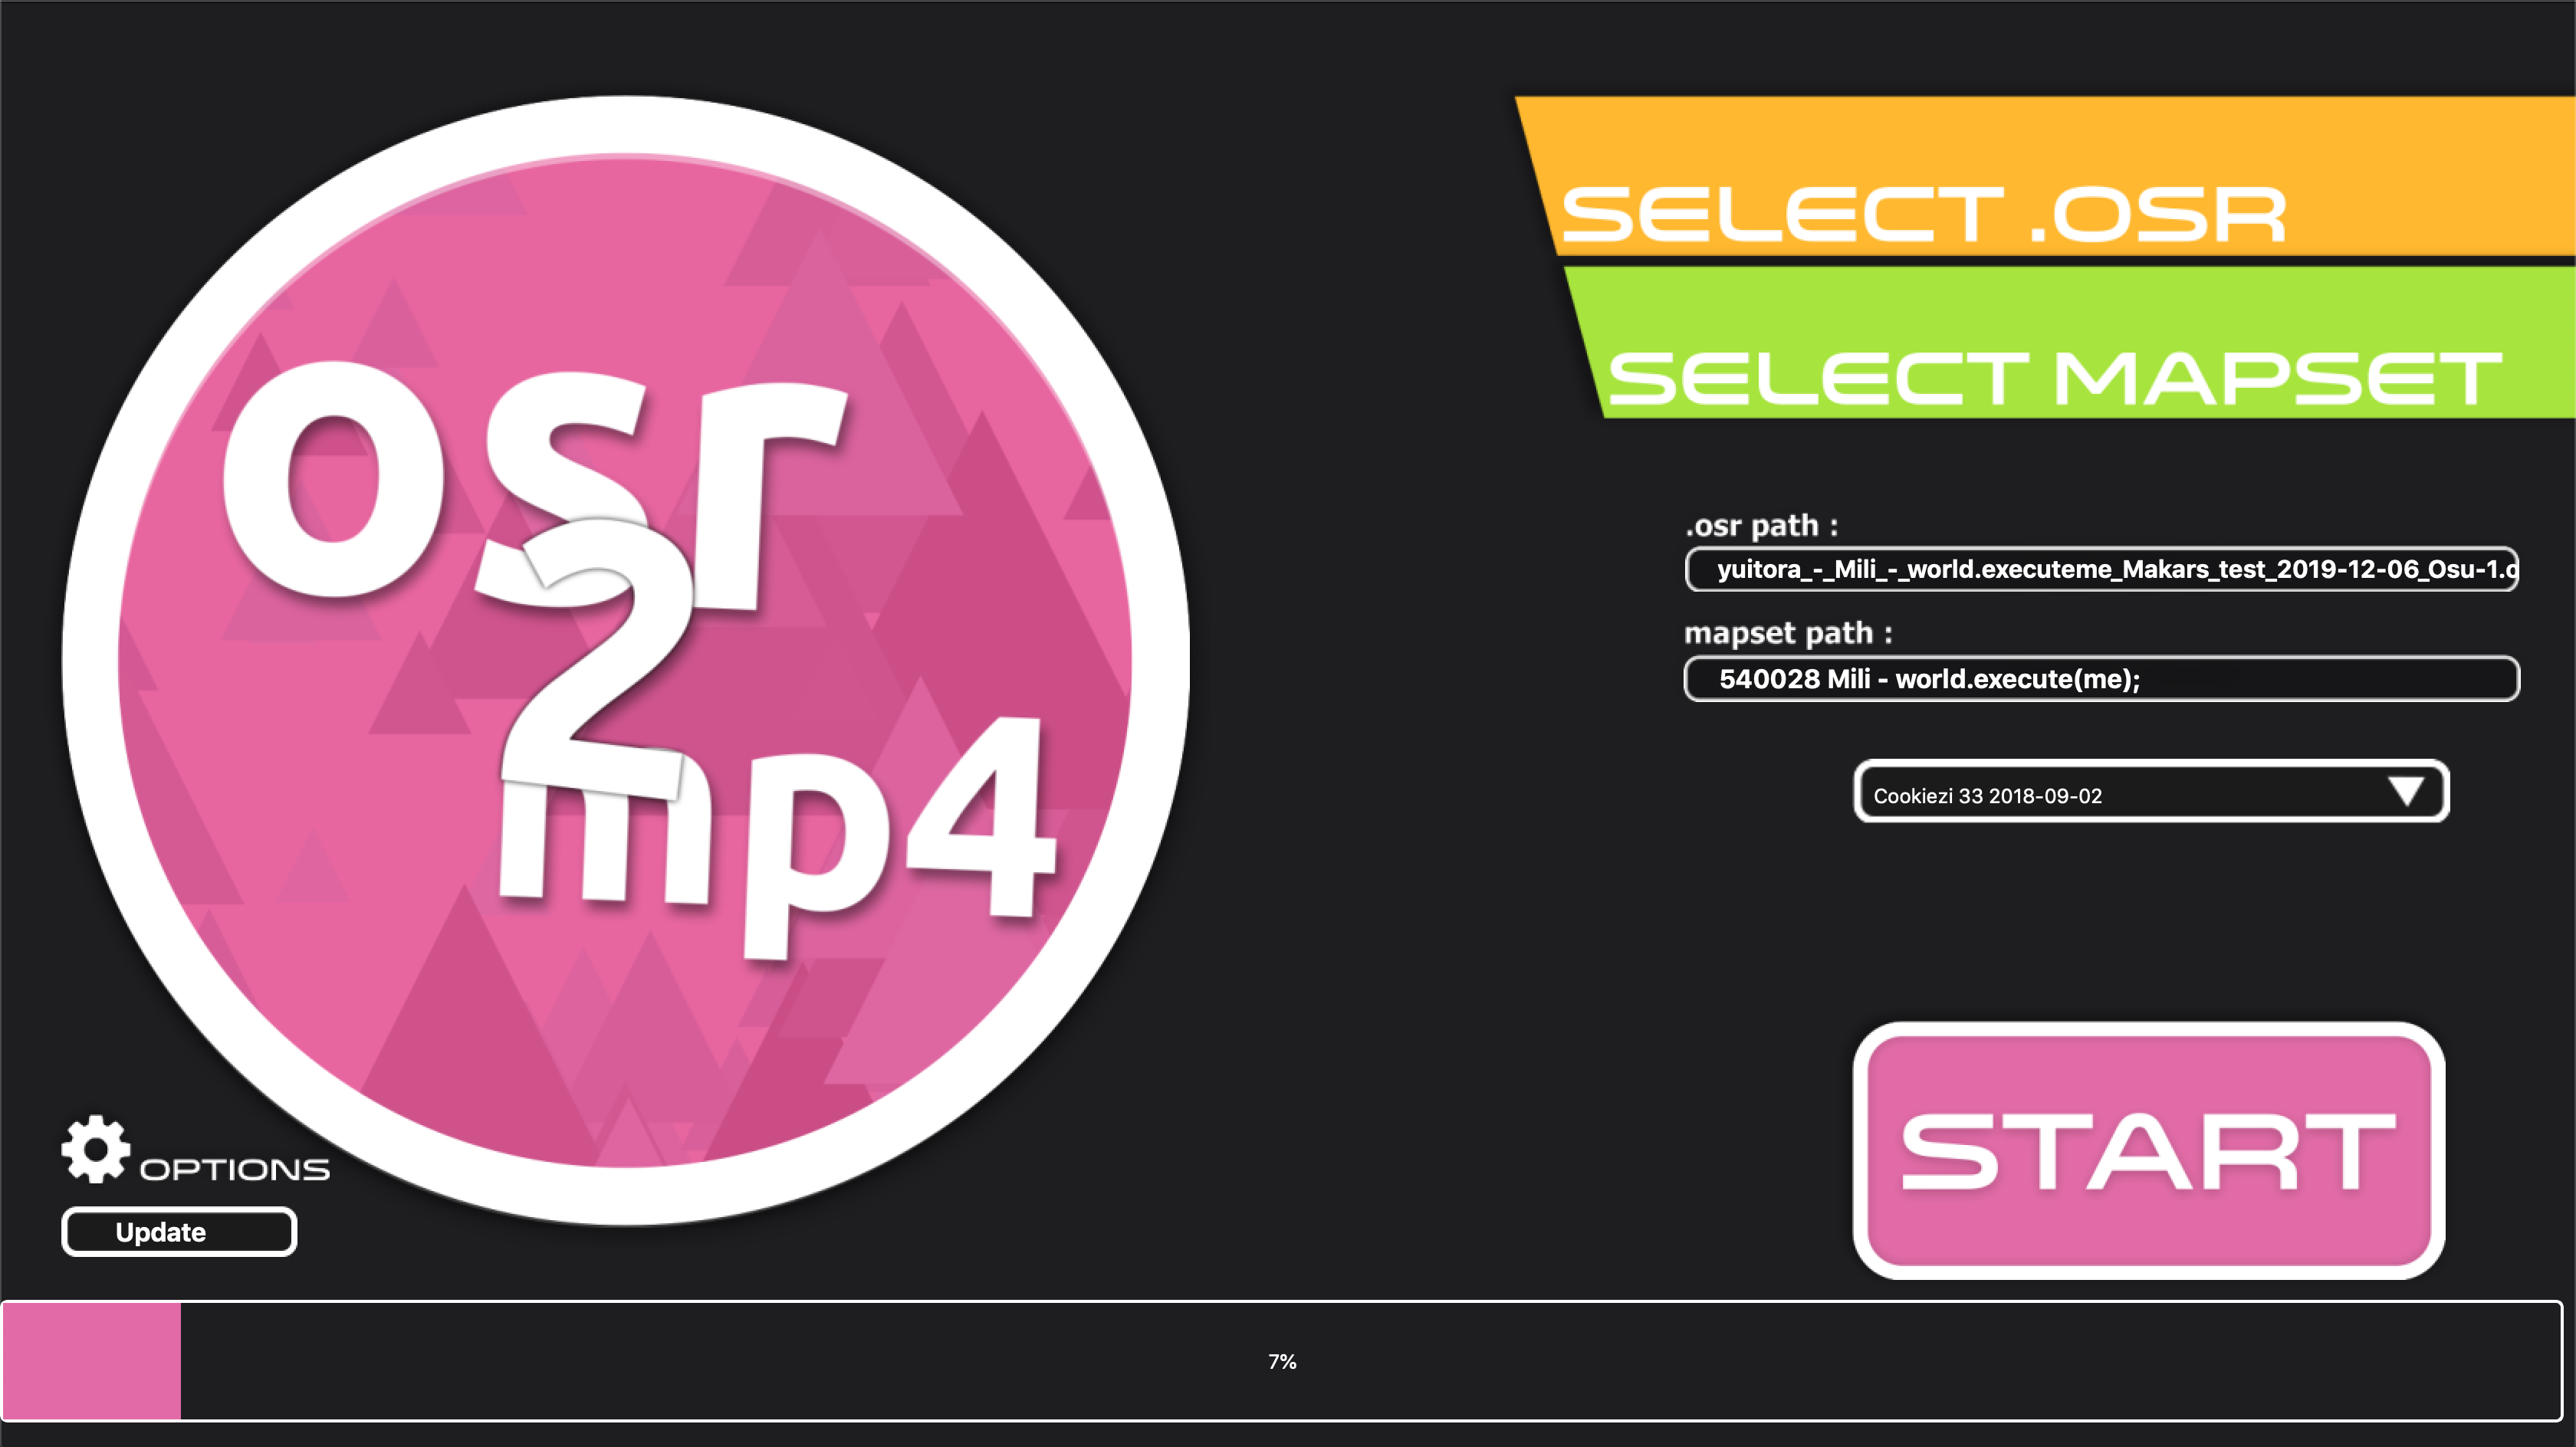 osr
2
mp4
SELECT .OSR
SELECT MAPSET
.osr path :
yuitora_-_Mili_-_world.executeme_Makars_test_2019-12-06_Osu-1.o
mapset path :
540028 Mili - world.execute(me);
Cookiezi 33 2018-09-02
START
OPTIONS
Update
7%